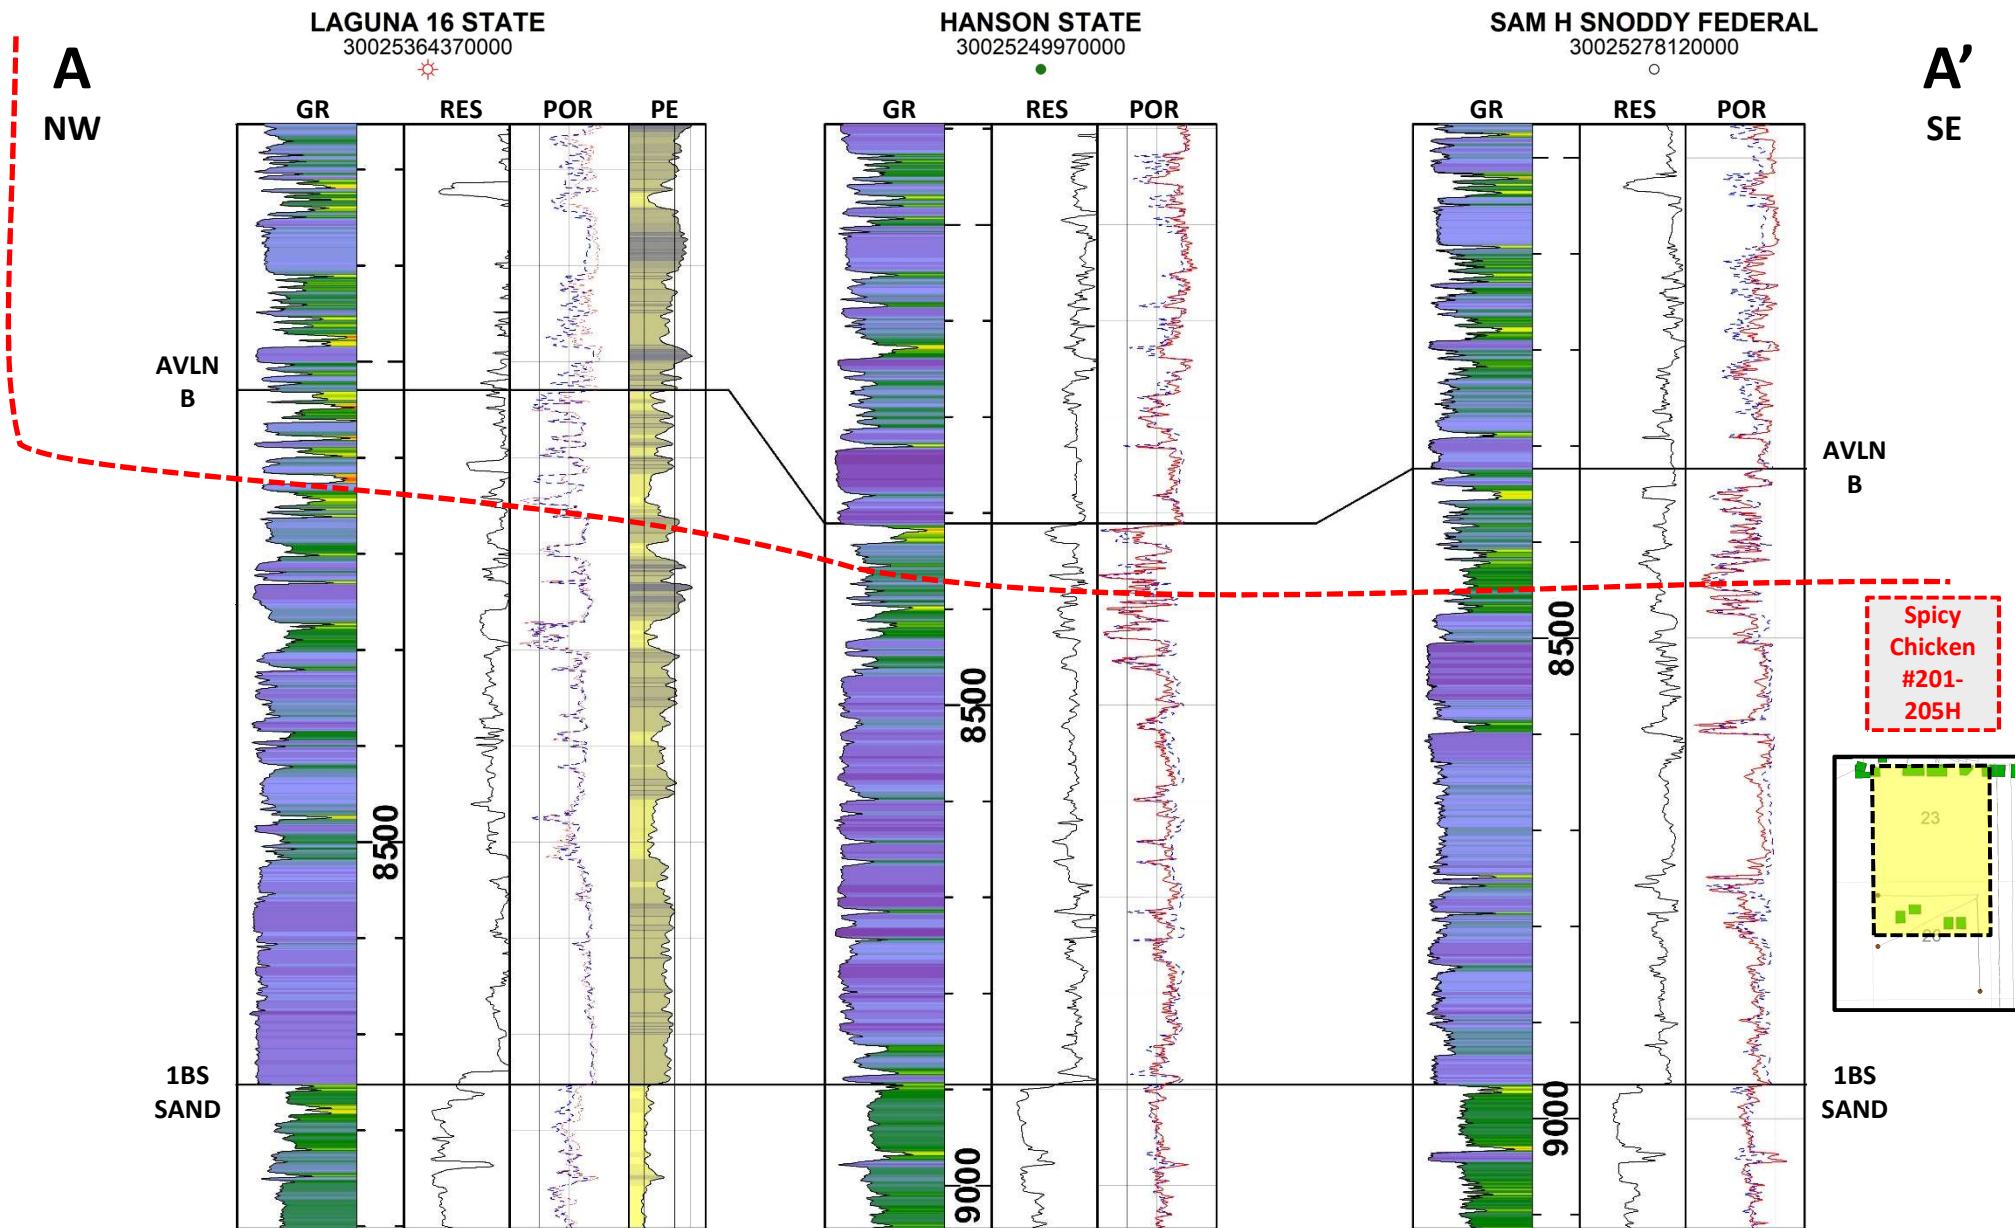 LAGUNA 16 STATE
30025364370000
HANSON STATE
30025249970000
SAM H SNODDY FEDERAL
30025278120000
A
NW
A’
SE
GR RES POR PE
GR RES POR
GR RES POR
AVLN
B
AVLN
B
8500
8500
8500
Spicy
Chicken
#201-
205H
23
26
1BS
SAND
1BS
SAND
9000
9000